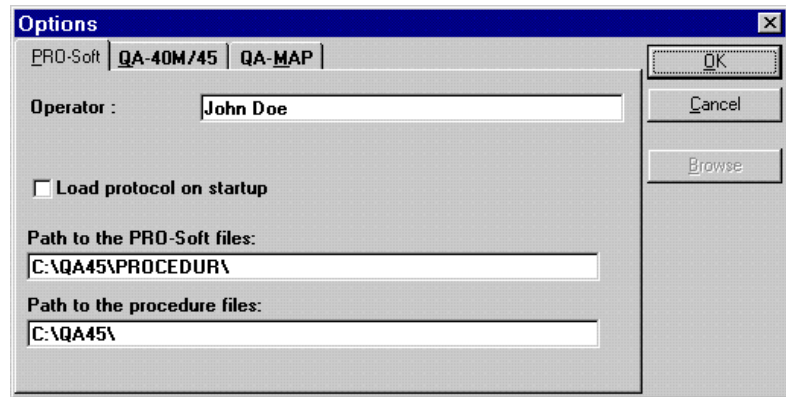 Options
PRO-Soft QA-40M/45 QA-MAP
OK
Operator : John Doe
Cancel
Browse
Load protocol on startup
Path to the PRO-Soft files:
C:\QA45\PROCEDUR\
Path to the procedure files:
C:\QA45\